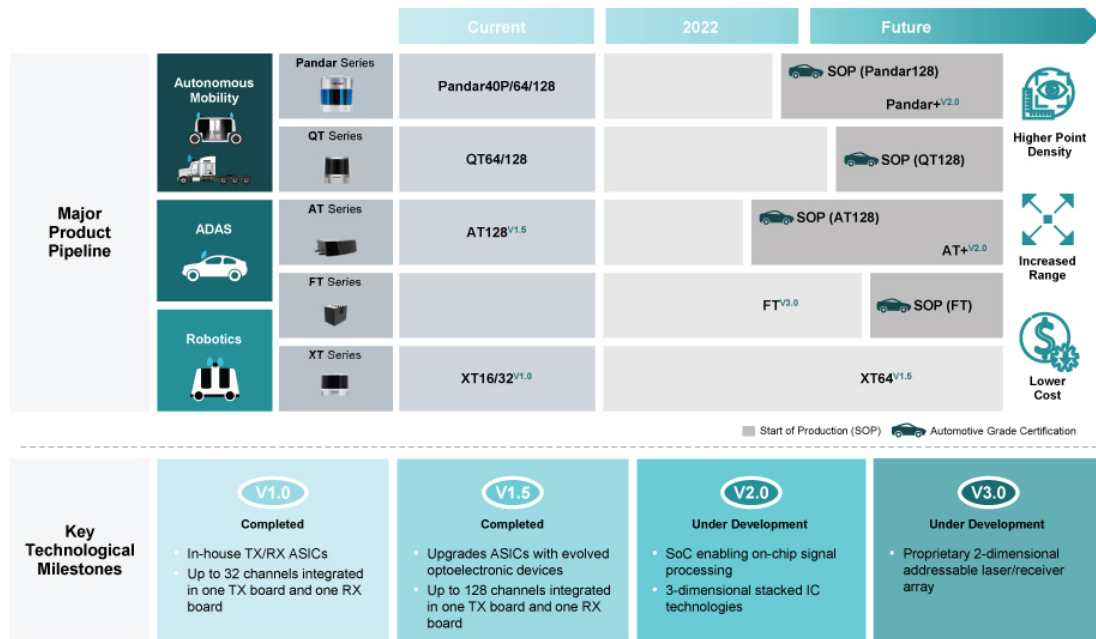 Current
2022
Future
Major
Product
Pipeline
Autonomous
Mobility
Pandar Series
Pandar40P/64/128
SOP (Pandar128)
Pandar+V2.0
QT Series
QT64/128
SOP (QT128)
ADAS
AT Series
AT128V1.5
SOP (AT128)
AT+V2.0
FT Series
FTV3.0
SOP (FT)
Robotics
XT Series
XT16/32V1.0
XT64V1.5
Higher Point
Density
Increased
Range
Lower
Cost
Start of Production (SOP)
Automotive Grade Certification
Key
Technological
Milestones
V1.0
Completed
• In-house TX/RX ASICs
• Up to 32 channels integrated
in one TX board and one RX
board
V1.5
Completed
• Upgrades ASICs with evolved
optoelectronic devices
• Up to 128 channels integrated
in one TX board and one RX
board
V2.0
Under Development
• SoC enabling on-chip signal
processing
• 3-dimensional stacked IC
technologies
V3.0
Under Development
• Proprietary 2-dimensional
addressable laser/receiver
array